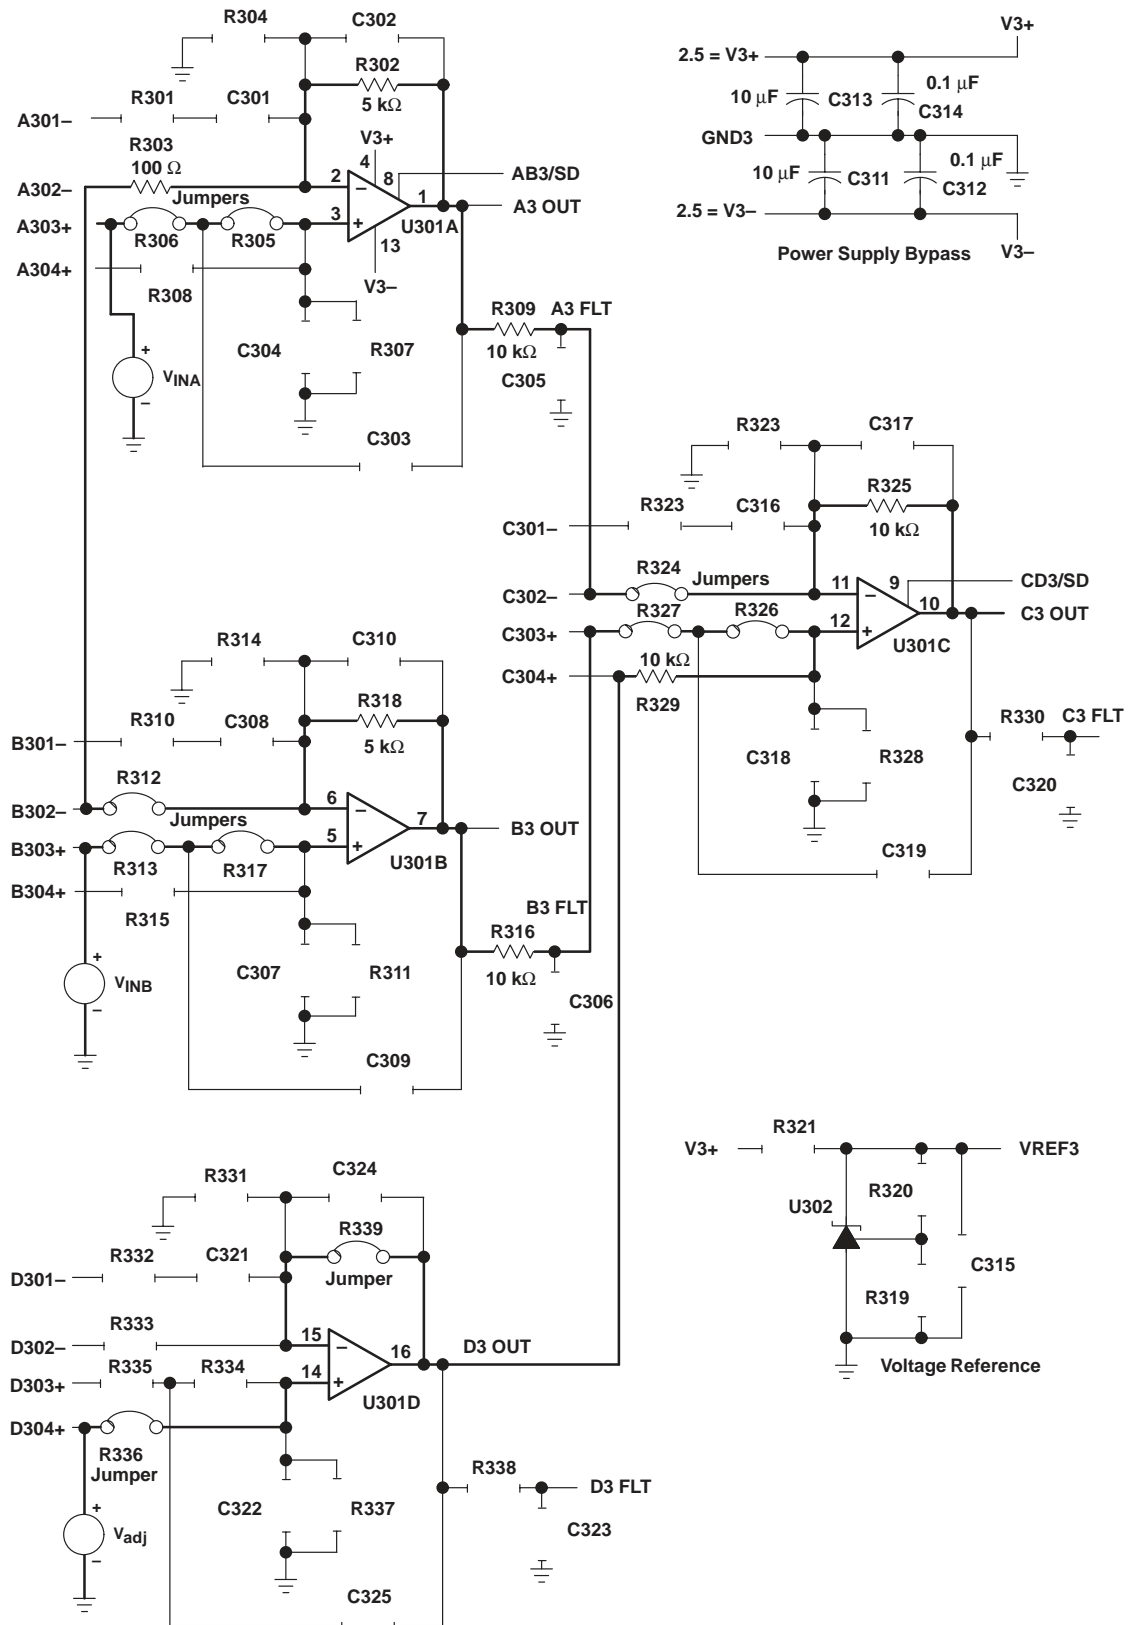 R304
C302
R302
5 kΩ
R301
C301
A301–
R303
100 Ω
V3+
4
8
AB3/SD
A302–
Jumpers
2
–
1
A3 OUT
A303+
3
+
U301A
R306
R305
13
A304+
R308
V3–
R309
A3 FLT
10 kΩ
C304
R307
C305
+
VINA
–
C303
V3+
2.5 = V3+
10 µF
C313
0.1 µF
C314
GND3
10 µF
C311
0.1 µF
C312
2.5 = V3–
Power Supply Bypass
V3–
R323
C317
R325
10 kΩ
R323
C316
C301–
R324
Jumpers
11
9
CD3/SD
C302–
–
10
R327
R326
12
C3 OUT
C303+
+
U301C
10 kΩ
C304+
R329
R330
C3 FLT
C318
R328
C320
C319
R314
C310
R318
5 kΩ
R310
C308
B301–
R312
6
B302–
Jumpers
–
7
B3 OUT
5
B303+
+
R313
R317
U301B
B304+
R315
B3 FLT
R316
10 kΩ
C307
R311
C306
+
VINB
–
C309
R321
V3+
VREF3
R320
U302
C315
R319
Voltage Reference
R331
C324
R339
R332
C321
Jumper
D301–
R333
15
D302–
–
16
D3 OUT
R335
R334
14
D303+
+
U301D
D304+
R336
Jumper
R338
D3 FLT
C322
R337
C323
+
Vadj
–
C325